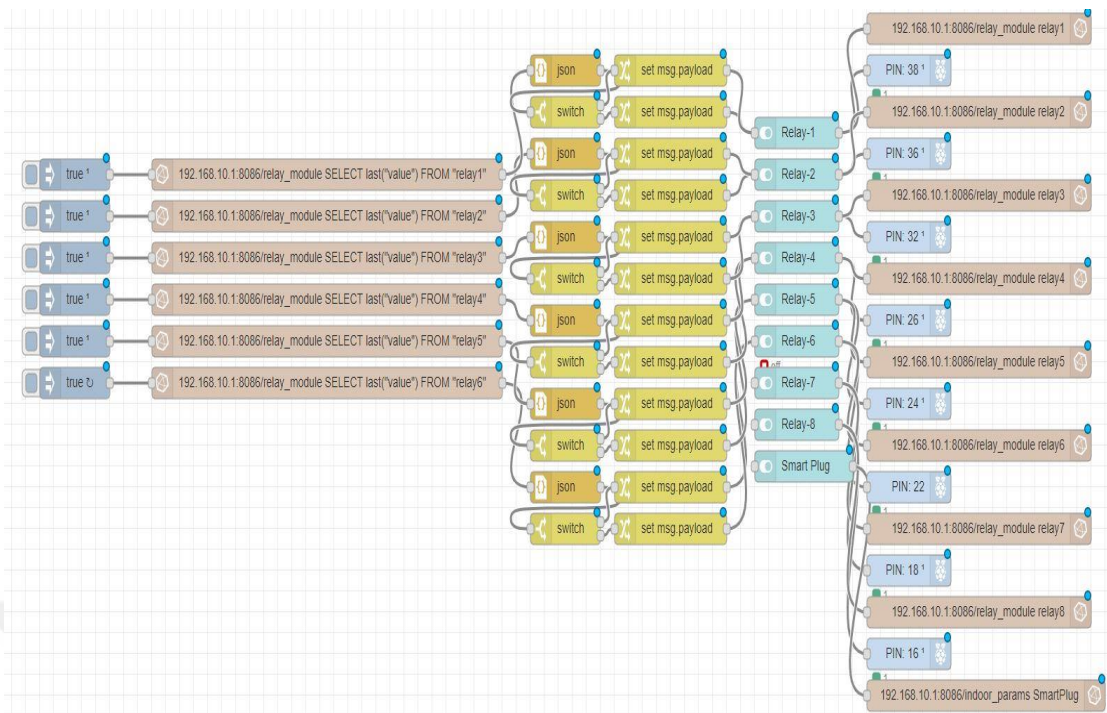 true ¹
192.168.10.1:8086/relay_module SELECT last("value") FROM "relay1"
true ¹
192.168.10.1:8086/relay_module SELECT last("value") FROM "relay2"
true ¹
192.168.10.1:8086/relay_module SELECT last("value") FROM "relay3"
true ¹
192.168.10.1:8086/relay_module SELECT last("value") FROM "relay4"
true ¹
192.168.10.1:8086/relay_module SELECT last("value") FROM "relay5"
true ↻
192.168.10.1:8086/relay_module SELECT last("value") FROM "relay6"
json
set msg.payload
switch
set msg.payload
json
set msg.payload
switch
set msg.payload
json
set msg.payload
switch
set msg.payload
json
set msg.payload
switch
set msg.payload
json
set msg.payload
switch
set msg.payload
json
set msg.payload
switch
set msg.payload
Relay-1
Relay-2
Relay-3
Relay-4
Relay-5
Relay-6
off
Relay-7
Relay-8
Smart Plug
192.168.10.1:8086/relay_module relay1
PIN: 38 ¹
1
192.168.10.1:8086/relay_module relay2
PIN: 36 ¹
1
192.168.10.1:8086/relay_module relay3
PIN: 32 ¹
1
192.168.10.1:8086/relay_module relay4
PIN: 26 ¹
1
192.168.10.1:8086/relay_module relay5
PIN: 24 ¹
1
192.168.10.1:8086/relay_module relay6
PIN: 22
1
192.168.10.1:8086/relay_module relay7
PIN: 18 ¹
1
192.168.10.1:8086/relay_module relay8
PIN: 16 ¹
1
192.168.10.1:8086/indoor_params SmartPlug